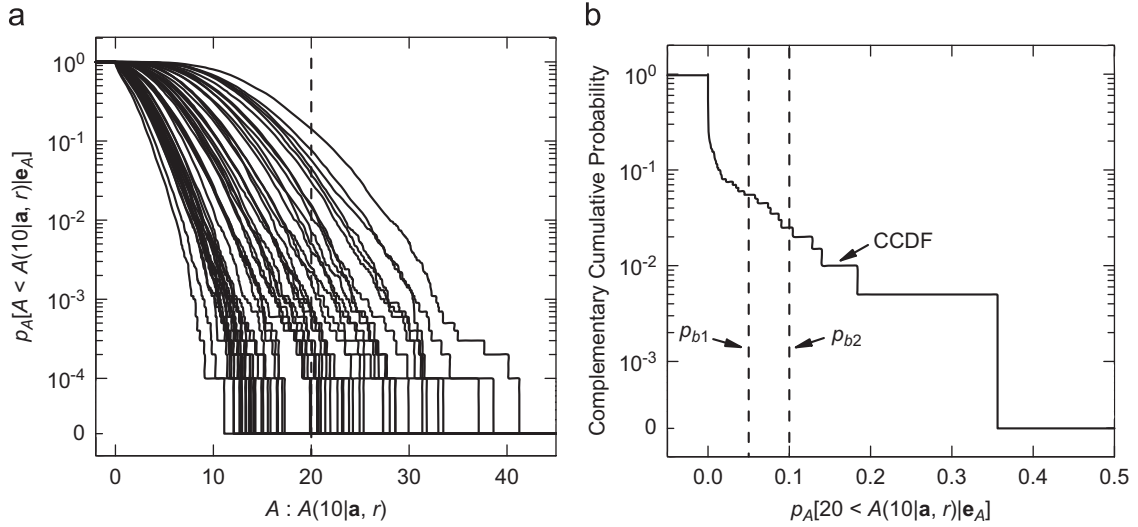 a
10^0
10^-1
10^-2
10^-3
10^-4
0
p_A[A < A(10|a, r)|e_A]
0 10 20 30 40
A : A(10|a, r)
b
10^0
10^-1
10^-2
10^-3
0
Complementary Cumulative Probability
CCDF
p_b1
p_b2
0.0 0.1 0.2 0.3 0.4 0.5
p_A[20 < A(10|a, r)|e_A]